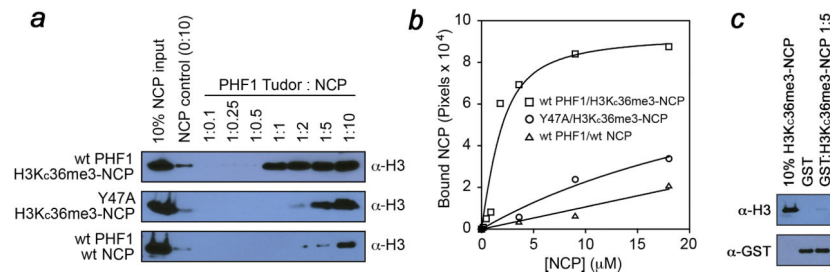 a
10% NCP input
NCP control (0:10)
PHF1 Tudor : NCP
1:0.1
1:0.25
1:0.5
1:1
1:2
1:5
1:10
wt PHF1
H3Kc36me3-NCP
α-H3
Y47A
H3Kc36me3-NCP
α-H3
wt PHF1
wt NCP
α-H3
b
Bound NCP (Pixels x 10⁴)
10
8
6
4
2
0
0
5
10
15
20
[NCP] (μM)
wt PHF1/H3Kc36me3-NCP
Y47A/H3Kc36me3-NCP
wt PHF1/wt NCP
c
10% H3Kc36me3-NCP
GST
GST:H3Kc36me3-NCP 1:5
α-H3
α-GST